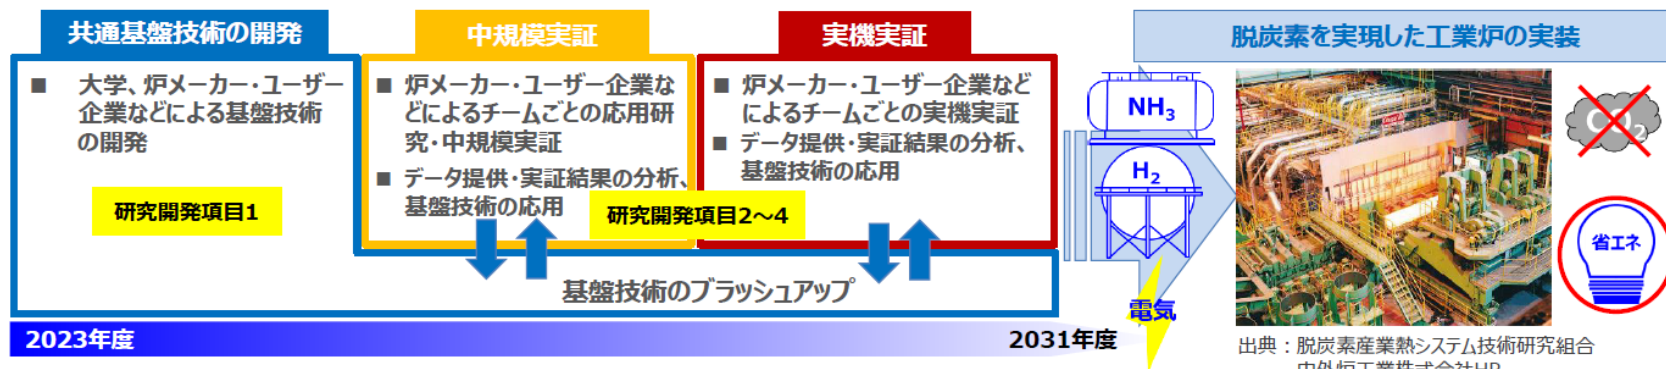 共通基盤技術の開発
■ 大学、炉メーカー・ユーザー
企業などによる基盤技術
の開発
研究開発項目1
中規模実証
■ 炉メーカー・ユーザー企業な
どによるチームごとの応用研
究・中規模実証
■ データ提供・実証結果の分析、
基盤技術の応用
研究開発項目2～4
実機実証
■ 炉メーカー・ユーザー企業など
によるチームごとの実機実証
■ データ提供・実証結果の分析、
基盤技術の応用
基盤技術のブラッシュアップ
2023年度
2031年度
NH₃
H₂
電気
脱炭素を実現した工業炉の実装
CO₂
省エネ
出典：脱炭素産業熱システム技術研究組合
中外炉工業株式会社HP